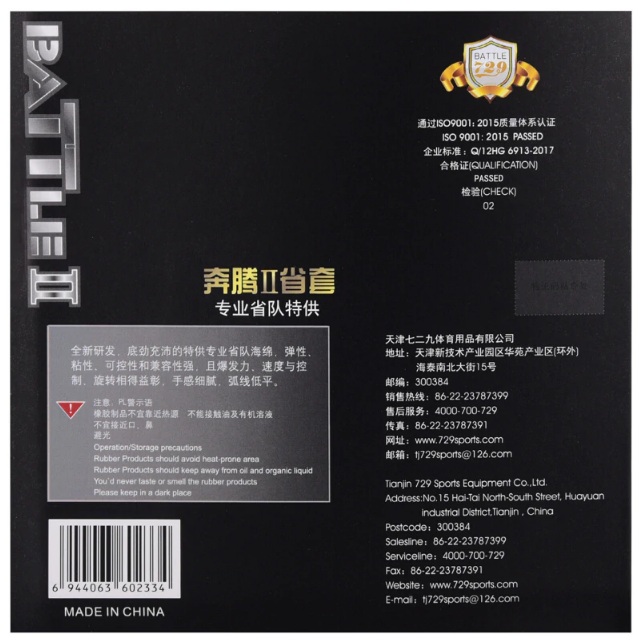 BATTLE II
BATTLE
729
通过ISO9001: 2015质量体系认证
ISO 9001: 2015 PASSED
企业标准: Q/12HG 6913-2017
合格证(QUALIFICATION)
PASSED
检验(CHECK)
02
奔腾II省套
专业省队特供
全新研发、底劲充沛的特供专业省队海绵，弹性、
粘性、可控性和兼容性强，且爆发力、速度与控
制、旋转相得益彰，手感细腻，弧线低平。
注意、PL警示语
橡胶制品不宜靠近热源 不能接触油及有机溶液
不宜接近口、鼻
避光
Operation/Storage precautions
Rubber Products should avoid heat-prone area
Rubber Products should keep away from oil and organic liquid
You'd never taste or smell the rubber products
Please keep in a dark place
6 944063 602334
MADE IN CHINA
天津七二九体育用品有限公司
地址: 天津新技术产业园区华苑产业区(环外)
海泰南北大街15号
邮编: 300384
销售热线: 86-22-23787399
售后服务: 4000-700-729
传真: 86-22-23787391
网址: www.729sports.com
邮箱: tj729sports@126.com
Tianjin 729 Sports Equipment Co.,Ltd.
Address:No.15 Hai-Tai North-South Street, Huayuan
industrial District,Tianjin , China
Postcode: 300384
Salesline: 86-22-23787399
Serviceline: 4000-700-729
Fax: 86-22-23787391
Website: www.729sports.com
E-mail: tj729sports@126.com